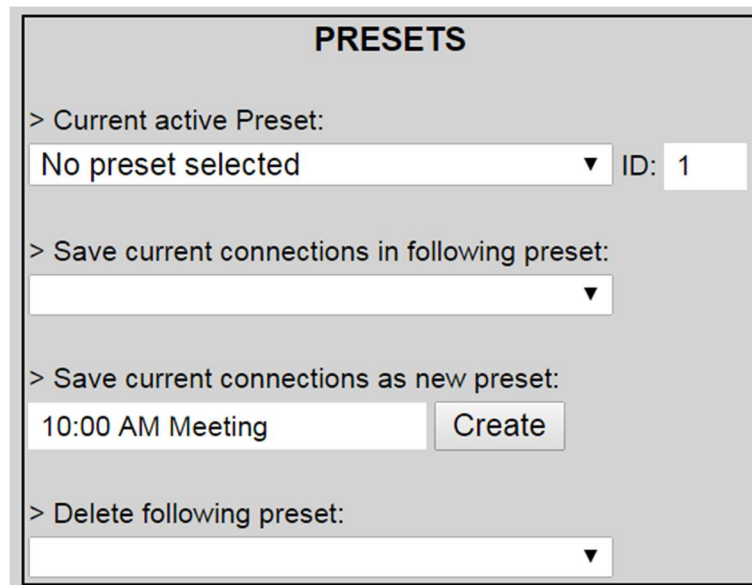 PRESETS
> Current active Preset:
No preset selected ▼ ID: 1
> Save current connections in following preset:
▼
> Save current connections as new preset:
10:00 AM Meeting Create
> Delete following preset:
▼